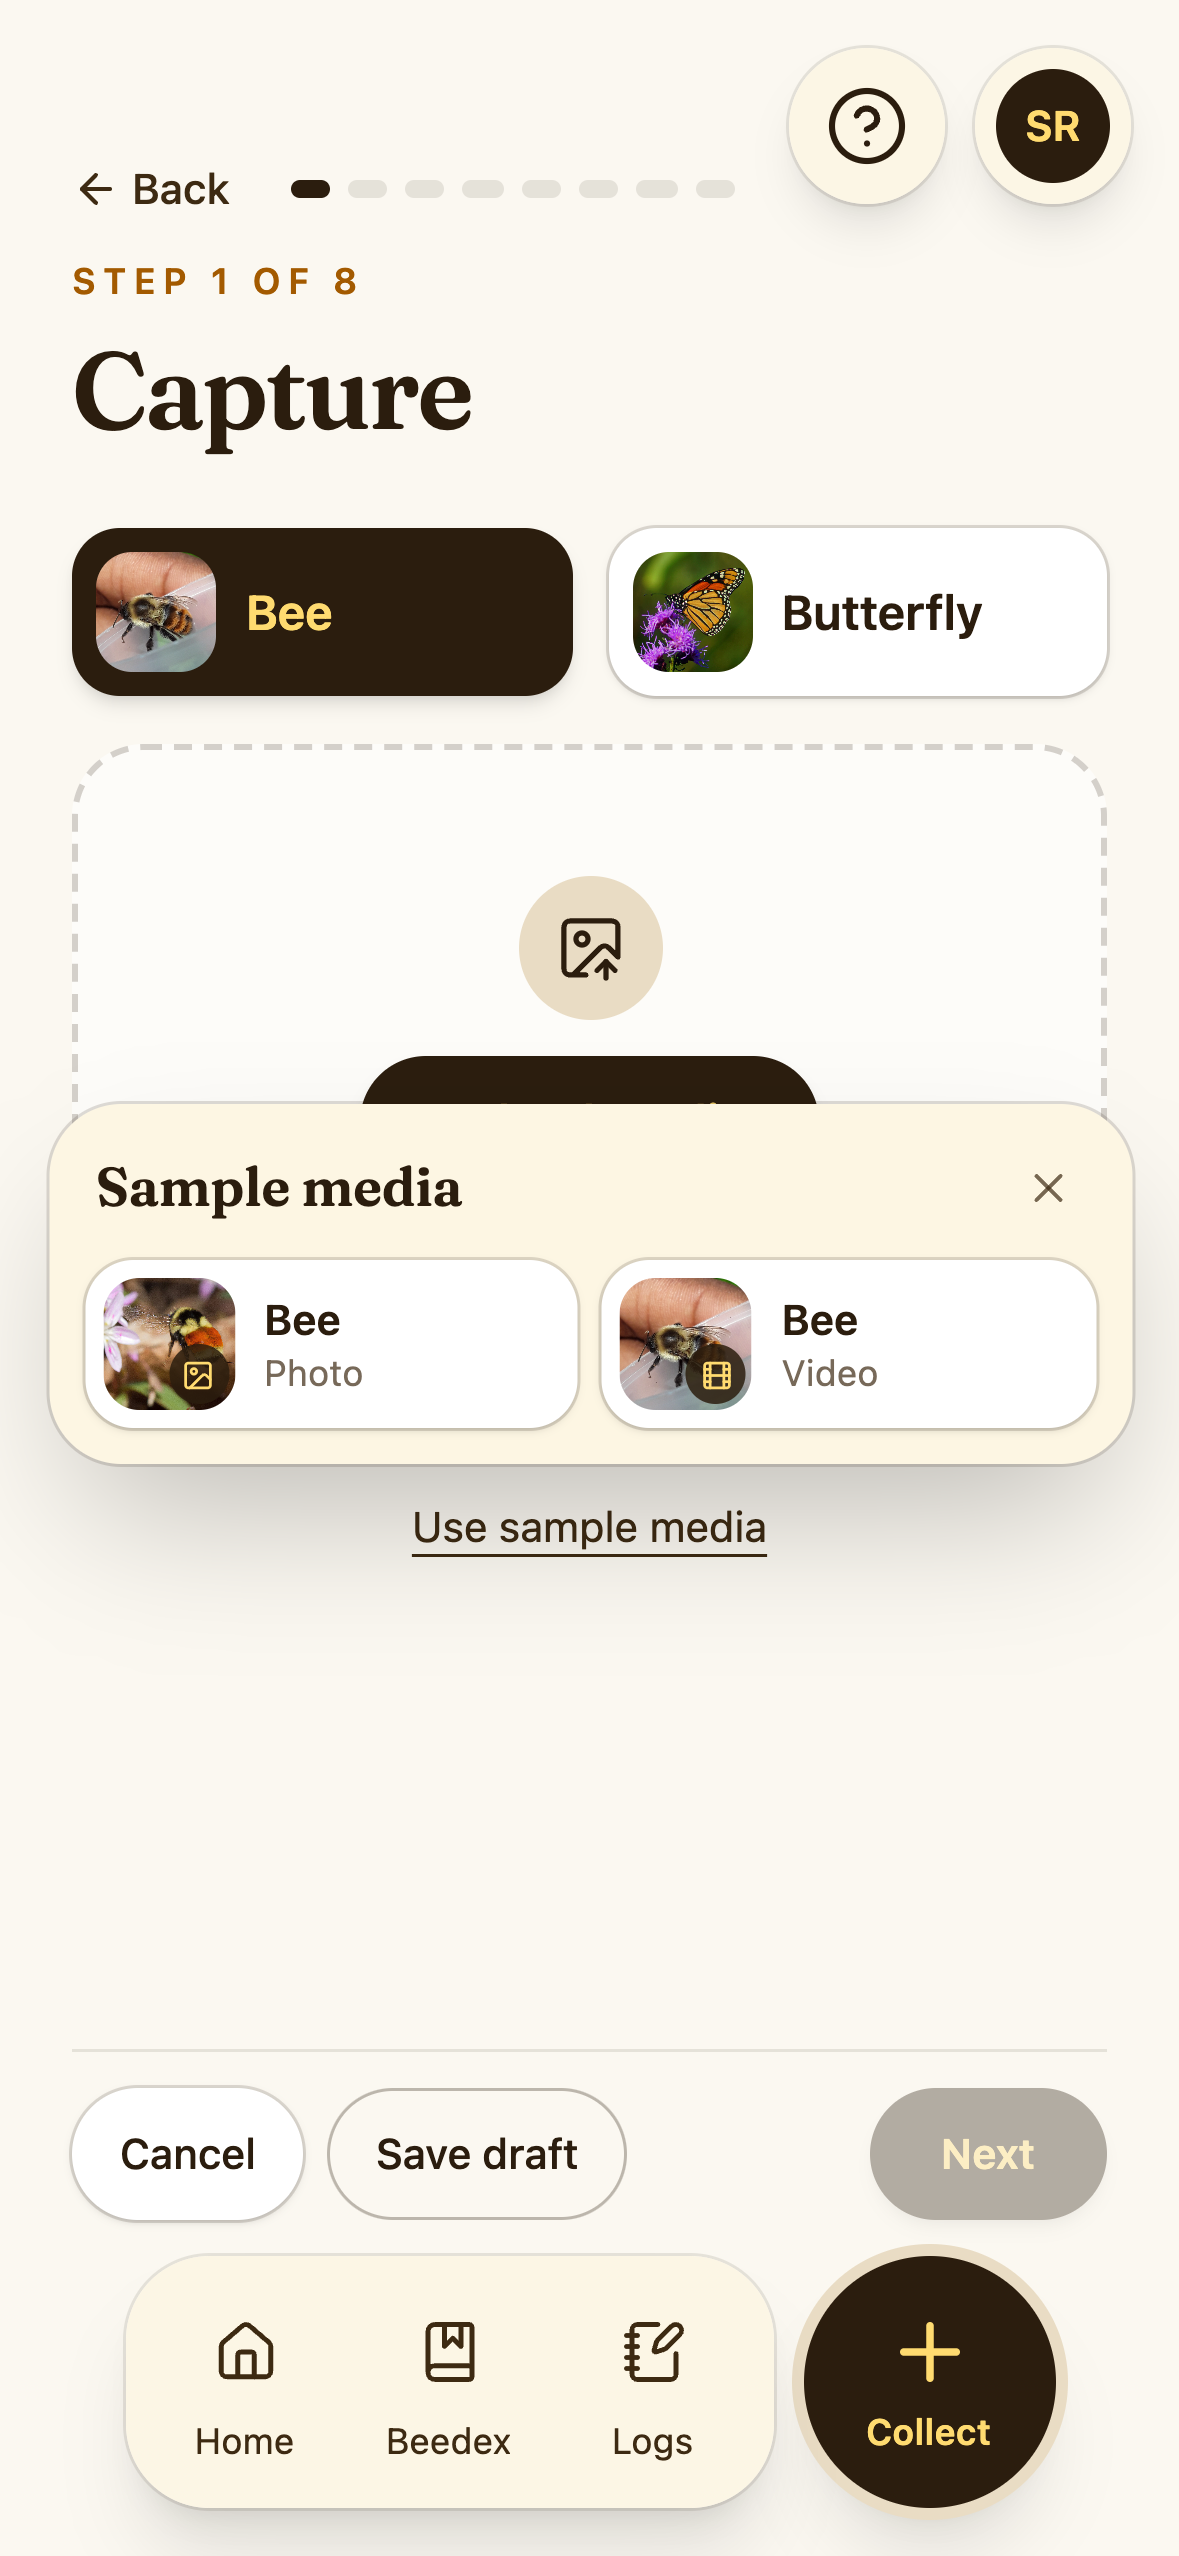 SR
Back
STEP 1 OF 8
Capture
Bee
Butterfly
Sample media
Bee
Photo
Bee
Video
Use sample media
Cancel
Save draft
Next
Home
Beedex
Logs
Collect